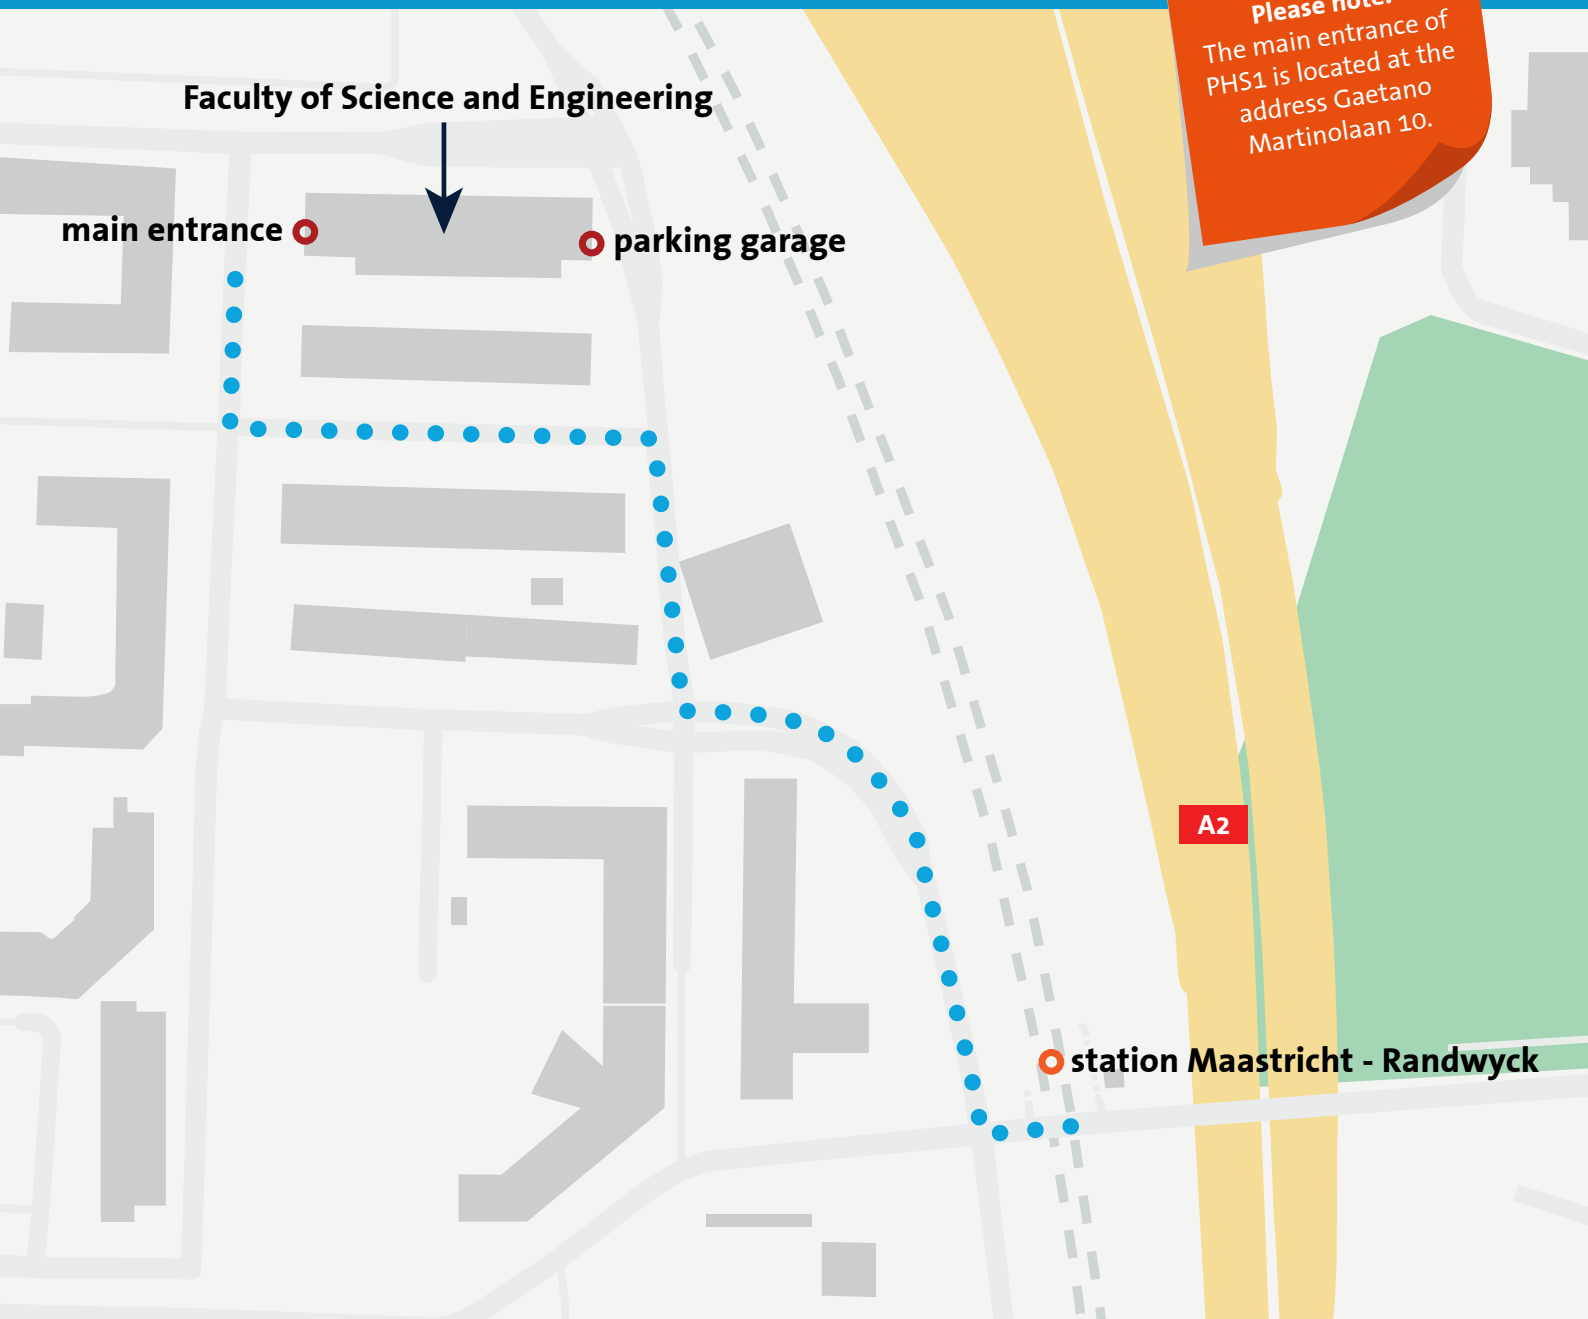 Please note:
The main entrance of
PHS1 is located at the
address Gaetano
Martinolaan 10.
Faculty of Science and Engineering
main entrance
parking garage
A2
station Maastricht - Randwyck